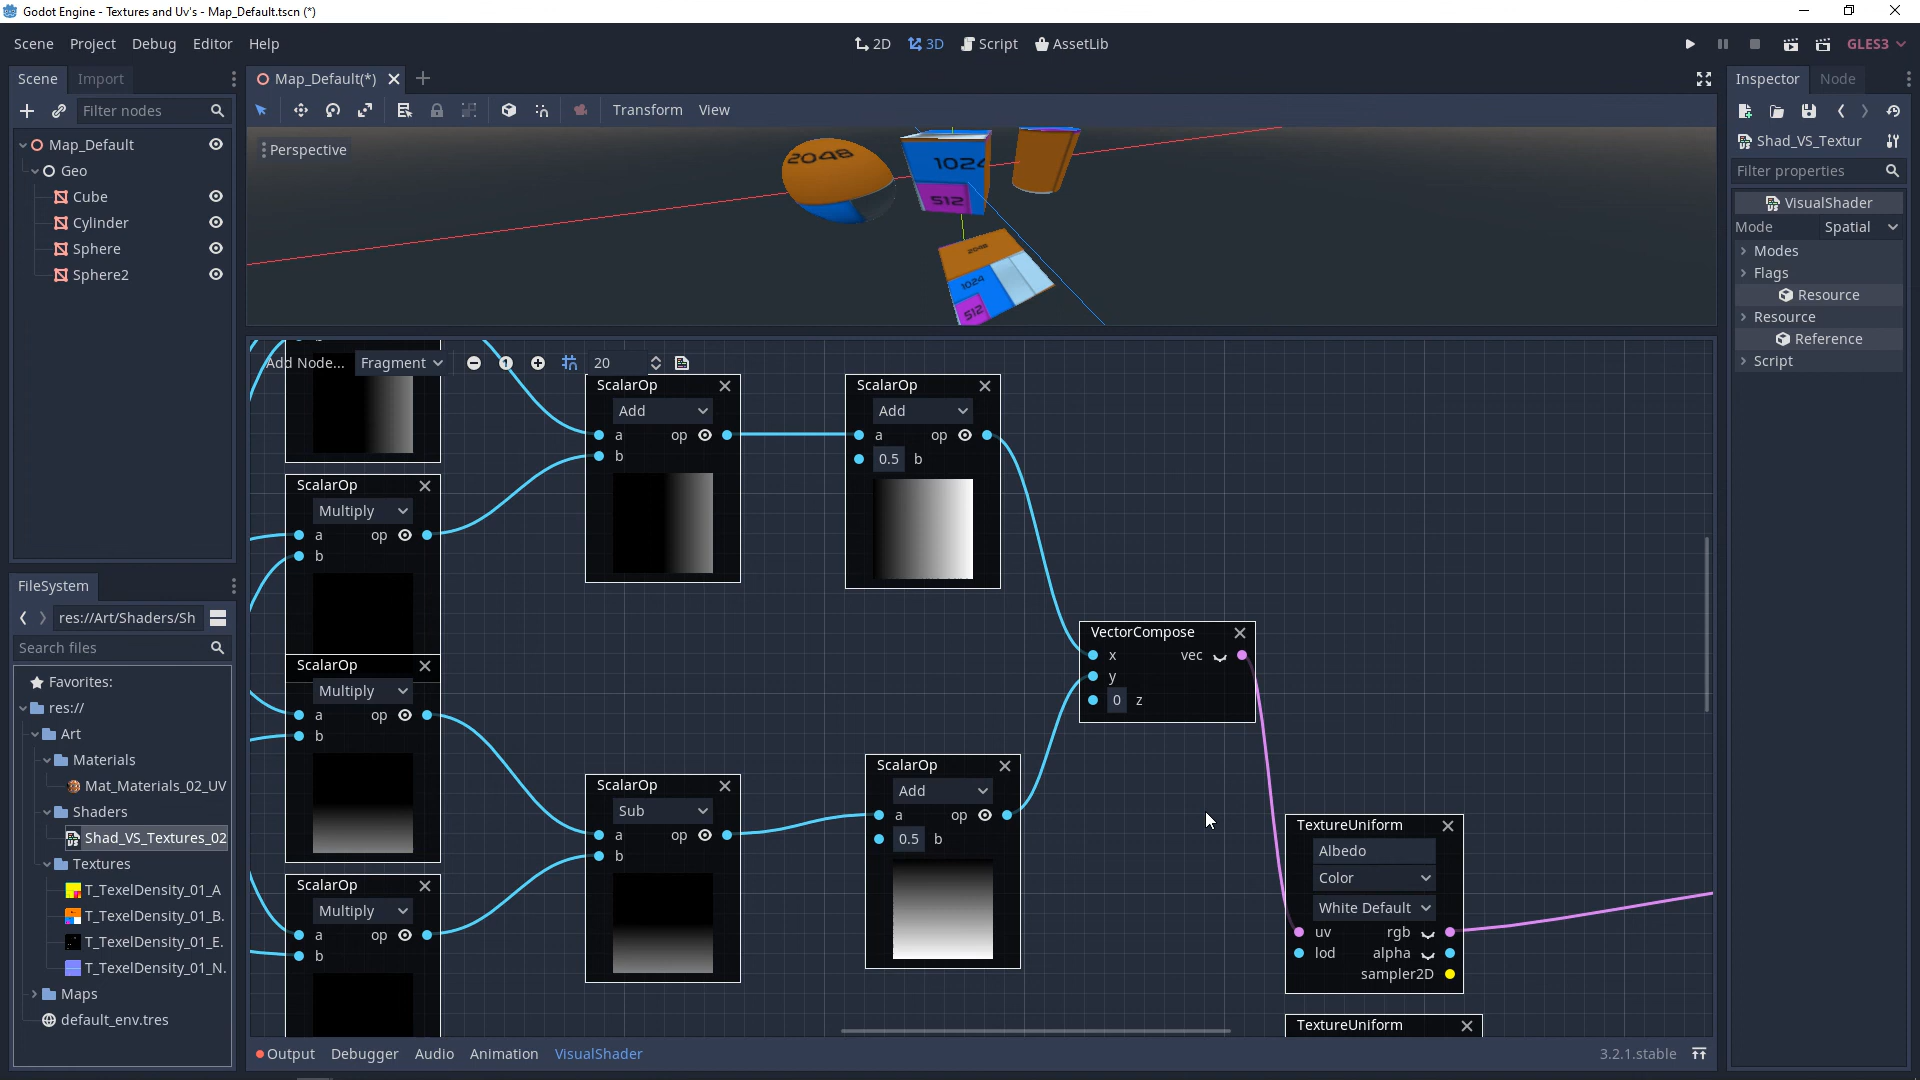 Godot Engine - Textures and Uv's - Map_Default.tscn (*)
Scene Project Debug Editor Help
2D 3D Script AssetLib
GLES3
Scene Import
Filter nodes
Map_Default
Geo
Cube
Cylinder
Sphere
Sphere2
Map_Default(*)
Transform View
Perspective
2048
1024
512
2048
1024
512
Add Node... Fragment 20
ScalarOp
Add
a op
b
ScalarOp
Add
a op
0.5 b
ScalarOp
Multiply
a op
b
ScalarOp
Multiply
a op
b
ScalarOp
Multiply
a op
b
ScalarOp
Sub
a op
b
ScalarOp
Add
a op
0.5 b
VectorCompose
x vec
y
0 z
TextureUniform
Albedo
Color
White Default
uv rgb
lod alpha
sampler2D
TextureUniform
FileSystem
res://Art/Shaders/Sh
Search files
Favorites:
res://
Art
Materials
Mat_Materials_02_UV
Shaders
Shad_VS_Textures_02
Textures
T_TexelDensity_01_A
T_TexelDensity_01_B.
T_TexelDensity_01_E.
T_TexelDensity_01_N.
Maps
default_env.tres
Output Debugger Audio Animation VisualShader
3.2.1.stable
Inspector Node
Shad_VS_Textur
Filter properties
VisualShader
Mode Spatial
Modes
Flags
Resource
Resource
Reference
Script